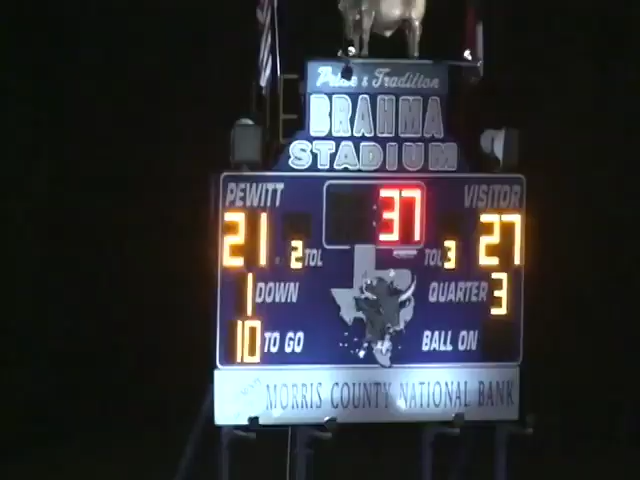 Pride & Tradition
BRAHMA
STADIUM
PEWITT :37 VISITOR
21 2 TOL TOL 3 27
1 DOWN QUARTER 3
10 TO GO BALL ON
MORRIS COUNTY NATIONAL BANK